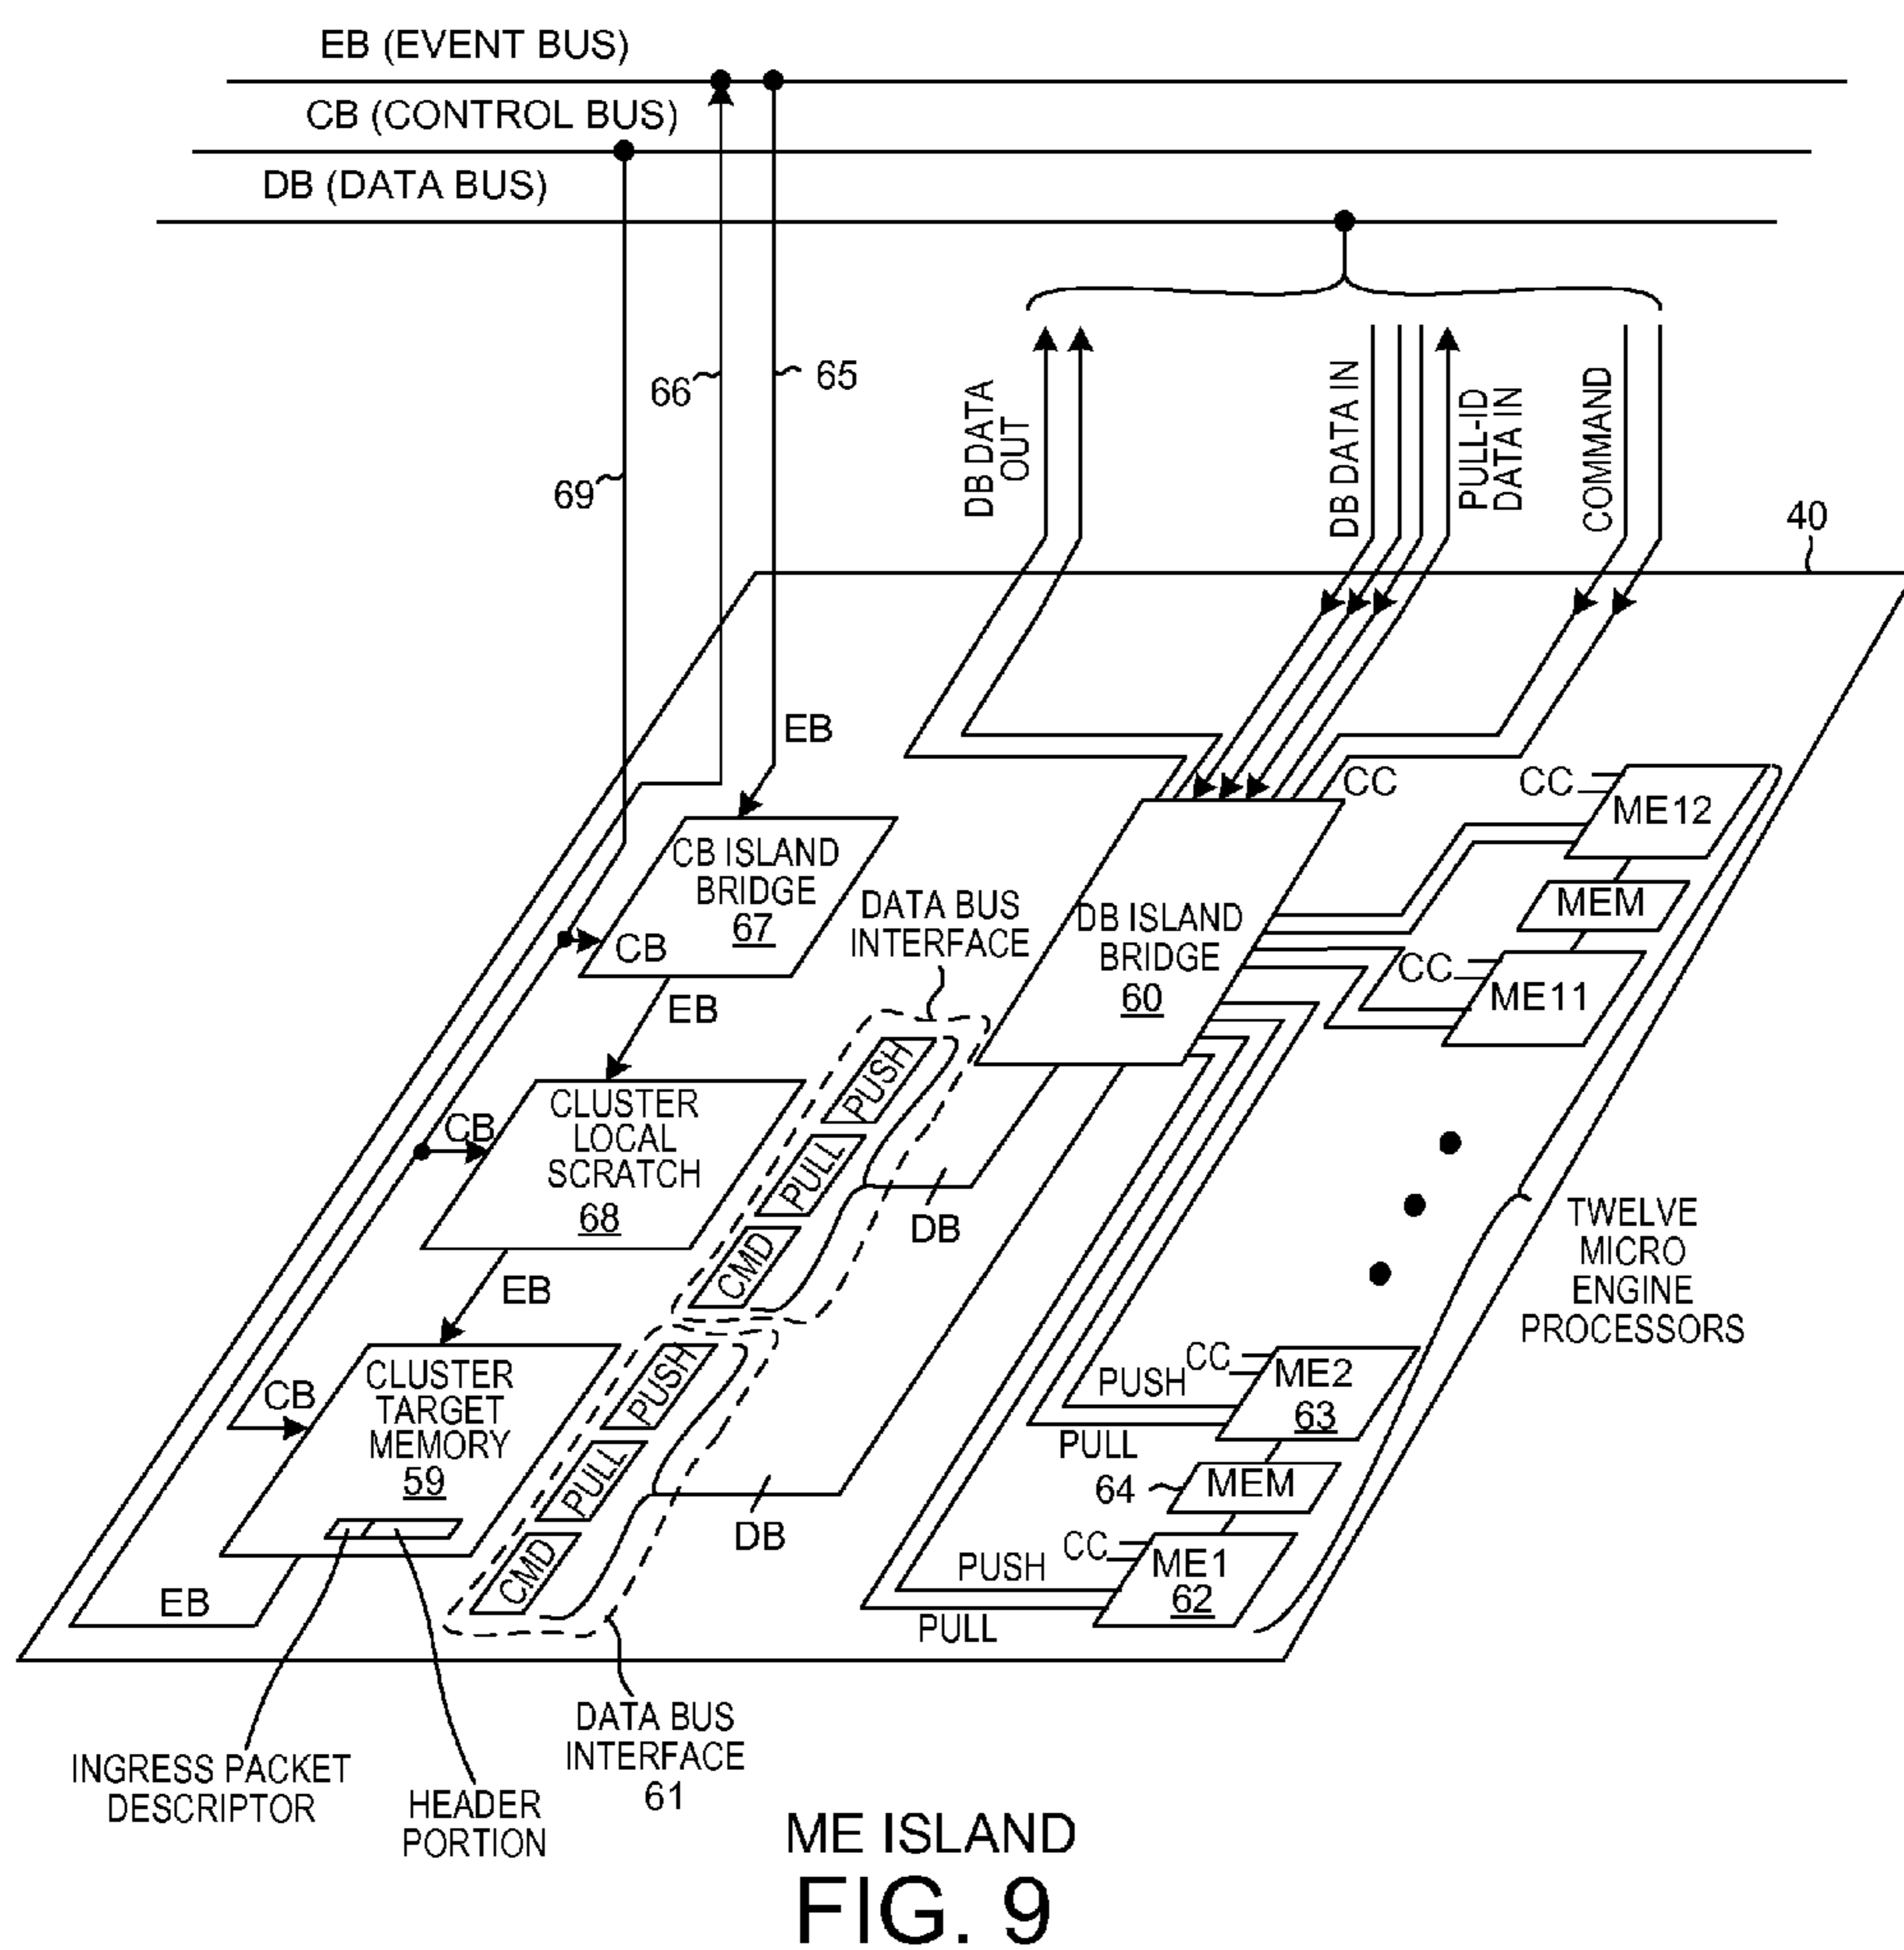 EB (EVENT BUS)
CB (CONTROL BUS)
DB (DATA BUS)
66
65
69
DB DATA
OUT
DB DATA IN
PULL-ID
DATA IN
COMMAND
40
EB
CC
CC
ME12
MEM
CC
ME11
CB ISLAND
BRIDGE
67
CB
EB
DATA BUS
INTERFACE
DB ISLAND
BRIDGE
60
PUSH
PULL
CMD
DB
CLUSTER
LOCAL
SCRATCH
68
CB
EB
TWELVE
MICRO
ENGINE
PROCESSORS
CLUSTER
TARGET
MEMORY
59
CB
PUSH
PULL
CMD
DB
PUSH
CC
ME2
63
PULL
64
MEM
PUSH
CC
ME1
62
PULL
EB
INGRESS PACKET
DESCRIPTOR
HEADER
PORTION
DATA BUS
INTERFACE
61
ME ISLAND
FIG. 9